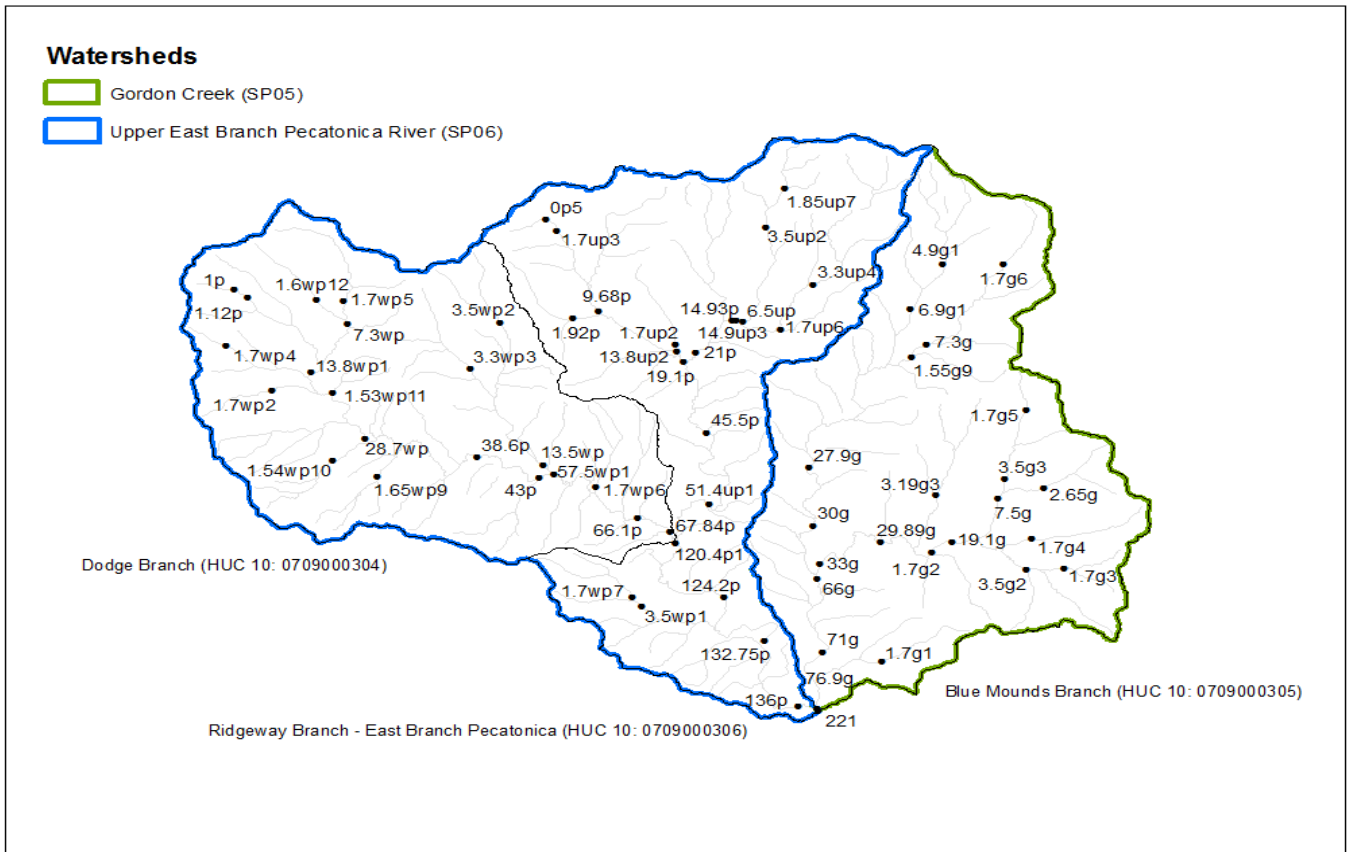 Watersheds
Gordon Creek (SP05)
Upper East Branch Pecatonica River (SP06)
1.85up7
0p5
1.7up3
3.5up2
4.9g1
1.7g6
3.3up4
1p
1.12p
1.6wp12
1.7wp5
7.3wp
3.5wp2
9.68p
1.92p
14.93p
6.5up
14.9up3
1.7up6
6.9g1
1.7up2
13.8up2
21p
19.1p
7.3g
1.55g9
1.7wp4
13.8wp1
3.3wp3
1.7wp2
1.53wp11
1.7g5
45.5p
28.7wp
38.6p
13.5wp
57.5wp1
27.9g
1.54wp10
1.65wp9
43p
1.7wp6
51.4up1
3.19g3
3.5g3
2.65g
7.5g
66.1p
67.84p
30g
29.89g
19.1g
1.7g4
120.4p1
1.7g2
33g
66g
3.5g2
1.7g3
Dodge Branch (HUC 10: 0709000304)
1.7wp7
124.2p
3.5wp1
132.75p
71g
1.7g1
76.9g
136p
221
Blue Mounds Branch (HUC 10: 0709000305)
Ridgeway Branch - East Branch Pecatonica (HUC 10: 0709000306)